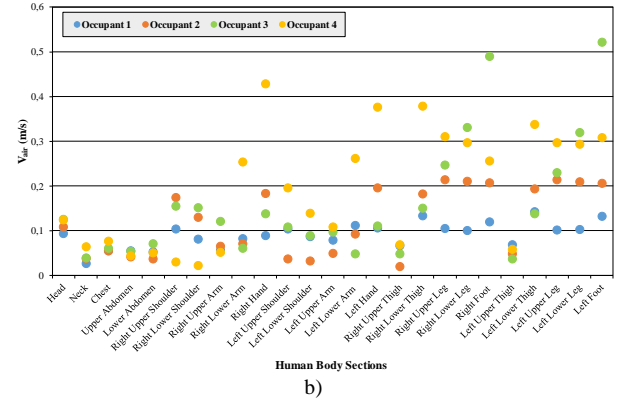 Occupant 1 Occupant 2 Occupant 3 Occupant 4
0,6
0,5
0,4
0,3
0,2
0,1
0
V_air (m/s)
Head
Neck
Chest
Upper Abdomen
Lower Abdomen
Right Upper Shoulder
Right Lower Shoulder
Right Upper Arm
Right Lower Arm
Right Hand
Left Upper Shoulder
Left Lower Shoulder
Left Upper Arm
Left Lower Arm
Left Hand
Right Upper Thigh
Right Lower Thigh
Right Upper Leg
Right Lower Leg
Right Foot
Left Upper Thigh
Left Lower Thigh
Left Upper Leg
Left Lower Leg
Left Foot
Human Body Sections
b)